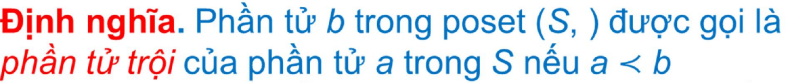 Định nghĩa. Phần tử b trong poset (S, ) được gọi là
phần tử trội của phần tử a trong S nếu a ≺ b